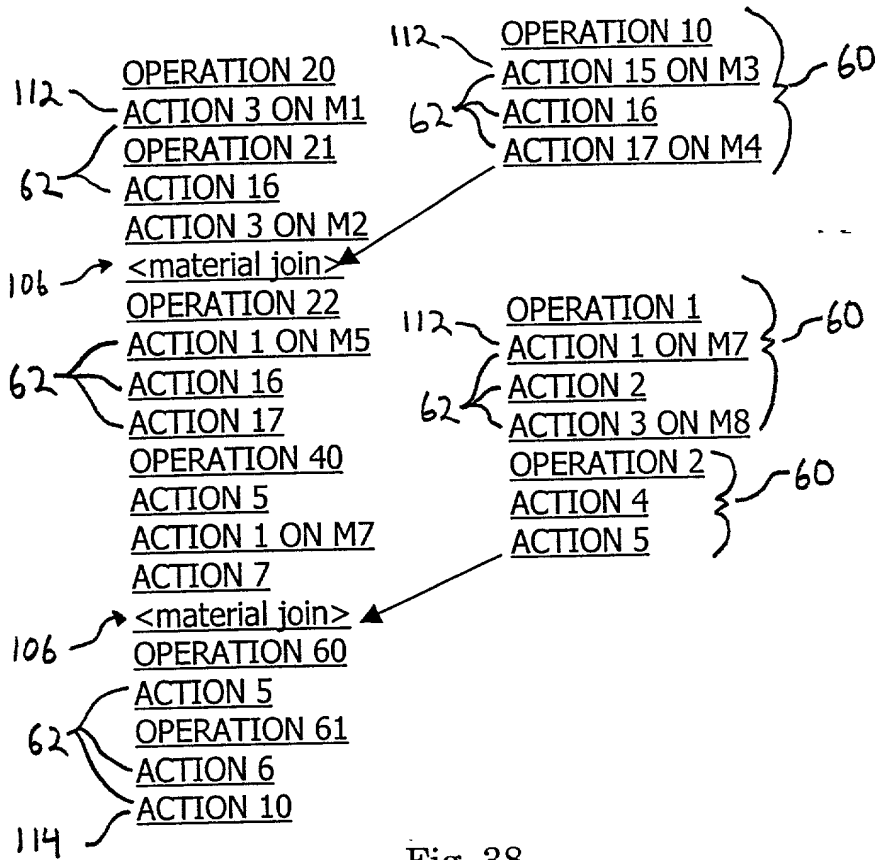 OPERATION 20
112 ACTION 3 ON M1
OPERATION 21
62 ACTION 16
ACTION 3 ON M2
106 <material join>
OPERATION 22
ACTION 1 ON M5
62 ACTION 16
ACTION 17
OPERATION 40
ACTION 5
ACTION 1 ON M7
ACTION 7
<material join>
106
OPERATION 60
ACTION 5
62 OPERATION 61
ACTION 6
ACTION 10
114
112 OPERATION 10
ACTION 15 ON M3 60
62 ACTION 16
ACTION 17 ON M4
OPERATION 1
112 ACTION 1 ON M7 60
ACTION 2
62 ACTION 3 ON M8
OPERATION 2
ACTION 4 60
ACTION 5
Fig. 38